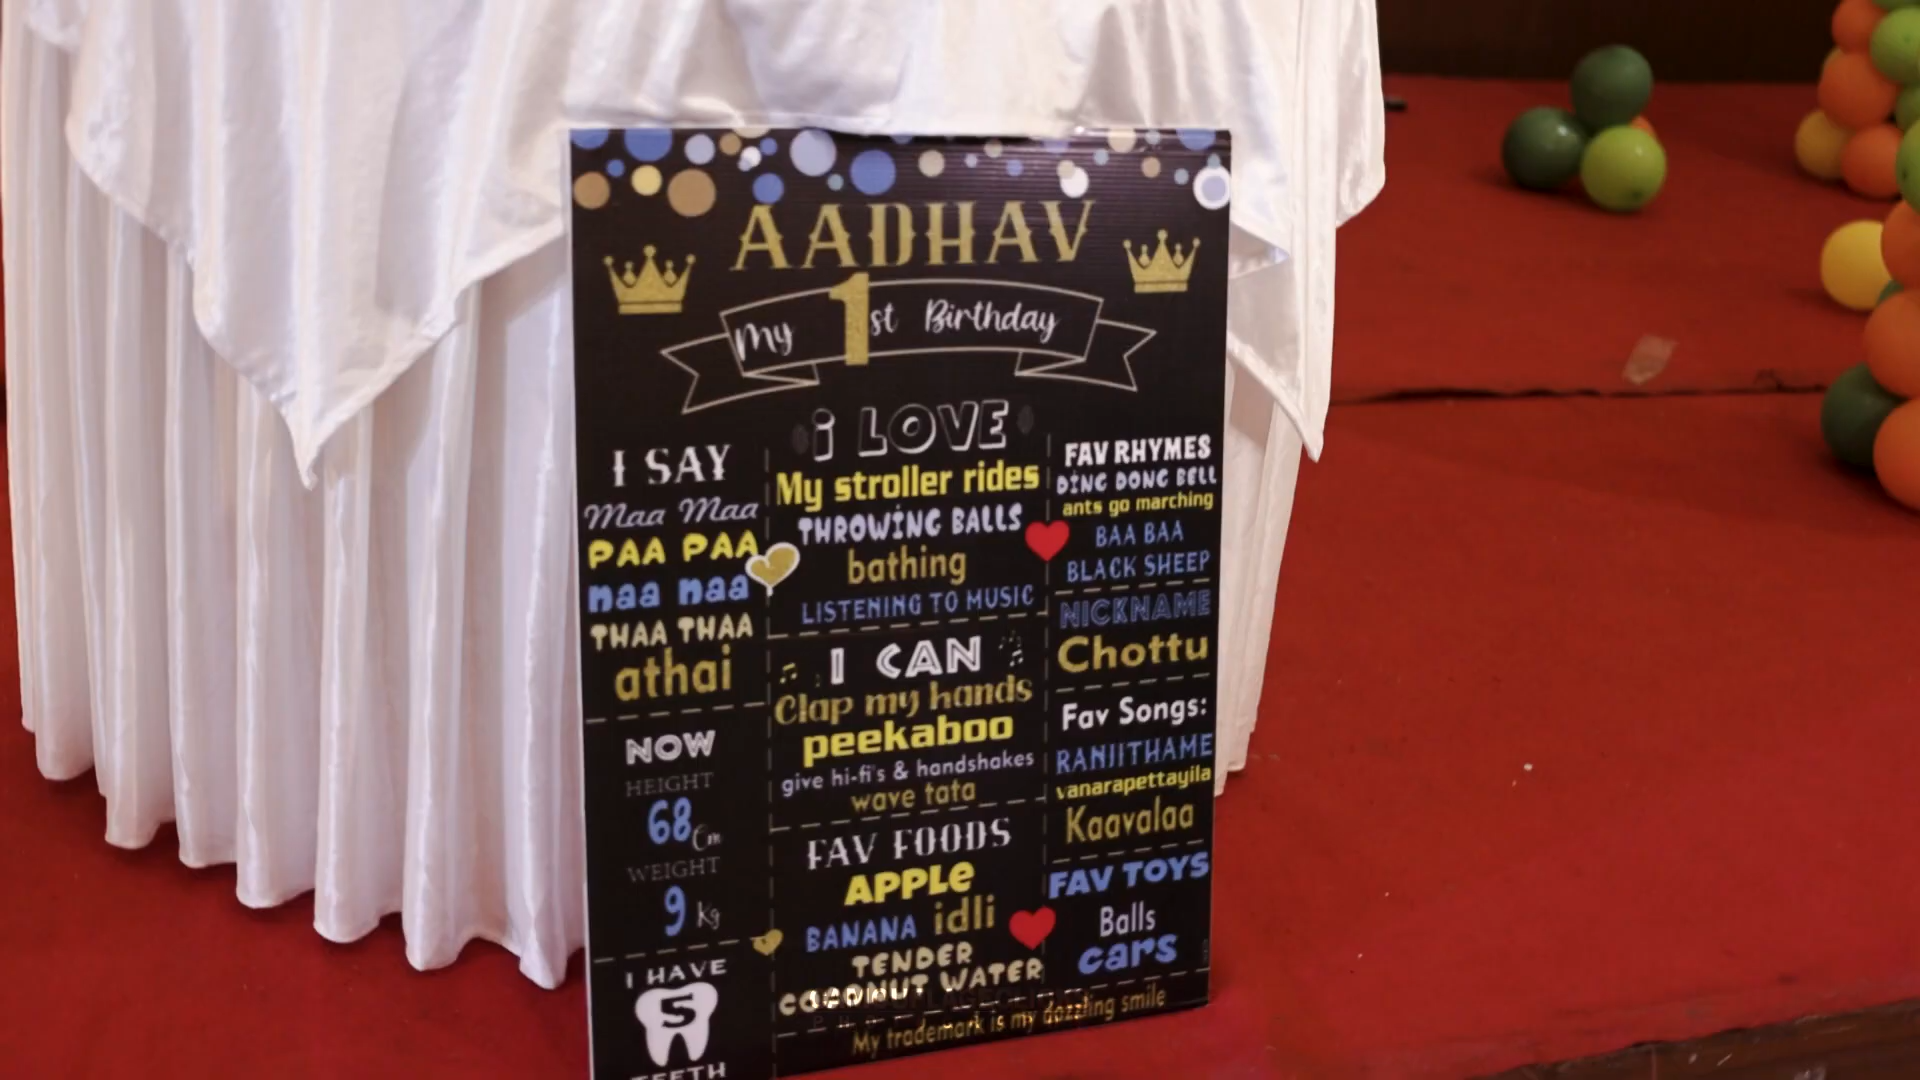 AADHAV
My 1st Birthday
I SAY
Maa Maa
PAA PAA
naa naa
THAA THAA
athai
NOW
HEIGHT
68 Cm
WEIGHT
9 Kg
I HAVE
5
TEETH
i LOVE
My stroller rides
THROWING BALLS
bathing
LISTENING TO MUSIC
I CAN
Clap my hands
peekaboo
give hi-fi's & handshakes
wave tata
FAV FOODS
APPLe
BANANA idli
TENDER
COCONUT WATER
FAV RHYMES
DING DONG BELL
ants go marching
BAA BAA
BLACK SHEEP
NICKNAME
Chottu
Fav Songs:
RANJITHAME
vanarapettayila
Kaavalaa
FAV TOYS
Balls
cars
My trademark is my dazzling smile